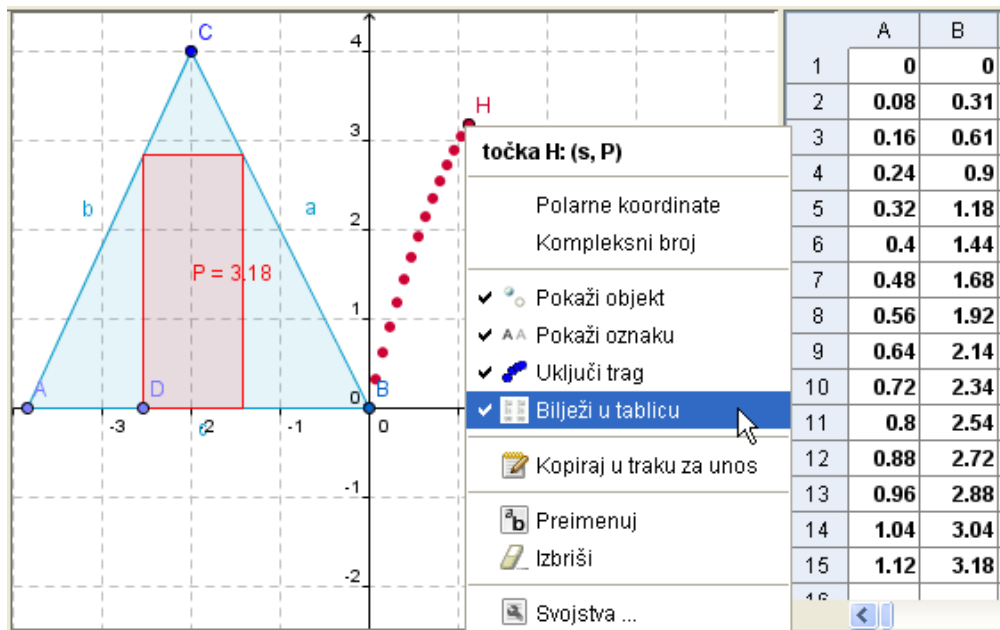 C
4
H
3
b
a
2
P = 3.18
1
A
D
0
B
-3
-2
-1
0
c
-1
-2
točka H: (s, P)
Polarne koordinate
Kompleksni broj
Pokaži objekt
AA Pokaži oznaku
Uključi trag
Bilježi u tablicu
Kopiraj u traku za unos
ab Preimenuj
Izbriši
Svojstva ...
A B
1 0 0
2 0.08 0.31
3 0.16 0.61
4 0.24 0.9
5 0.32 1.18
6 0.4 1.44
7 0.48 1.68
8 0.56 1.92
9 0.64 2.14
10 0.72 2.34
11 0.8 2.54
12 0.88 2.72
13 0.96 2.88
14 1.04 3.04
15 1.12 3.18